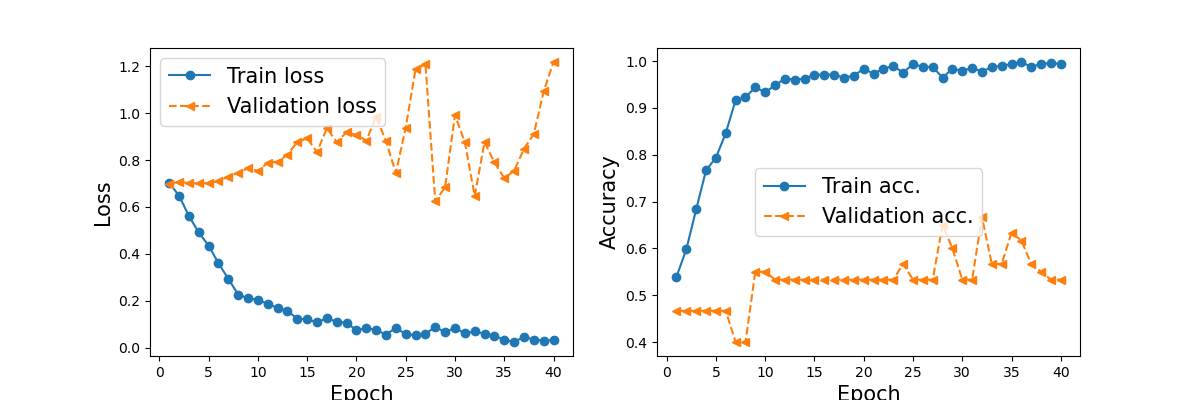 Train loss
Validation loss
Loss
1.2
1.0
0.8
0.6
0.4
0.2
0.0
0 5 10 15 20 25 30 35 40
Epoch
Train acc.
Validation acc.
Accuracy
1.0
0.9
0.8
0.7
0.6
0.5
0.4
0 5 10 15 20 25 30 35 40
Epoch